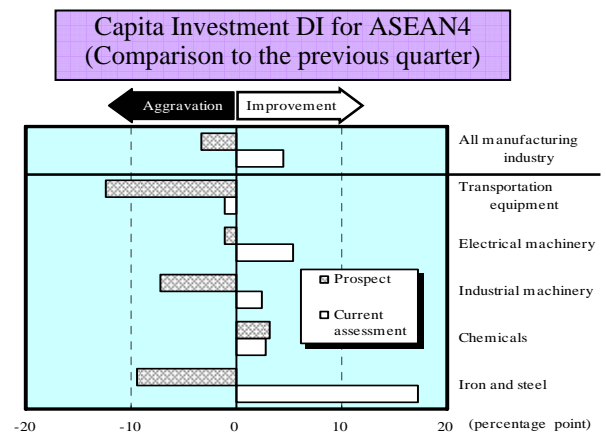 Capita Investment DI for ASEAN4
(Comparison to the previous quarter)
Aggravation
Improvement
All manufacturing
industry
Transportation
equipment
Electrical machinery
Industrial machinery
Chemicals
Iron and steel
Prospect
Current
assessment
-20 -10 0 10 20
(percentage point)